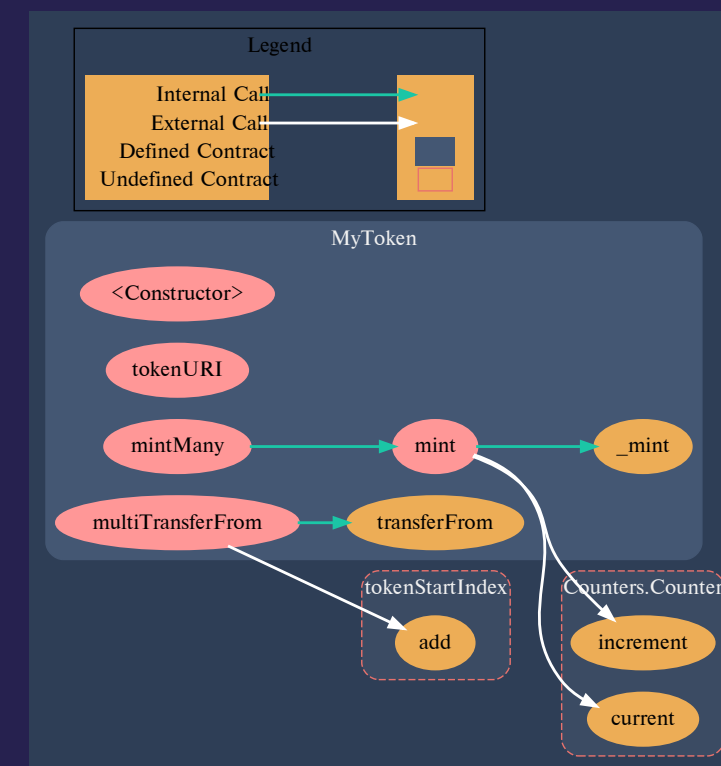 Legend
Internal Call
External Call
Defined Contract
Undefined Contract
MyToken
<Constructor>
tokenURI
mintMany
mint
_mint
multiTransferFrom
transferFrom
tokenStartIndex
Counters.Counter
add
increment
current